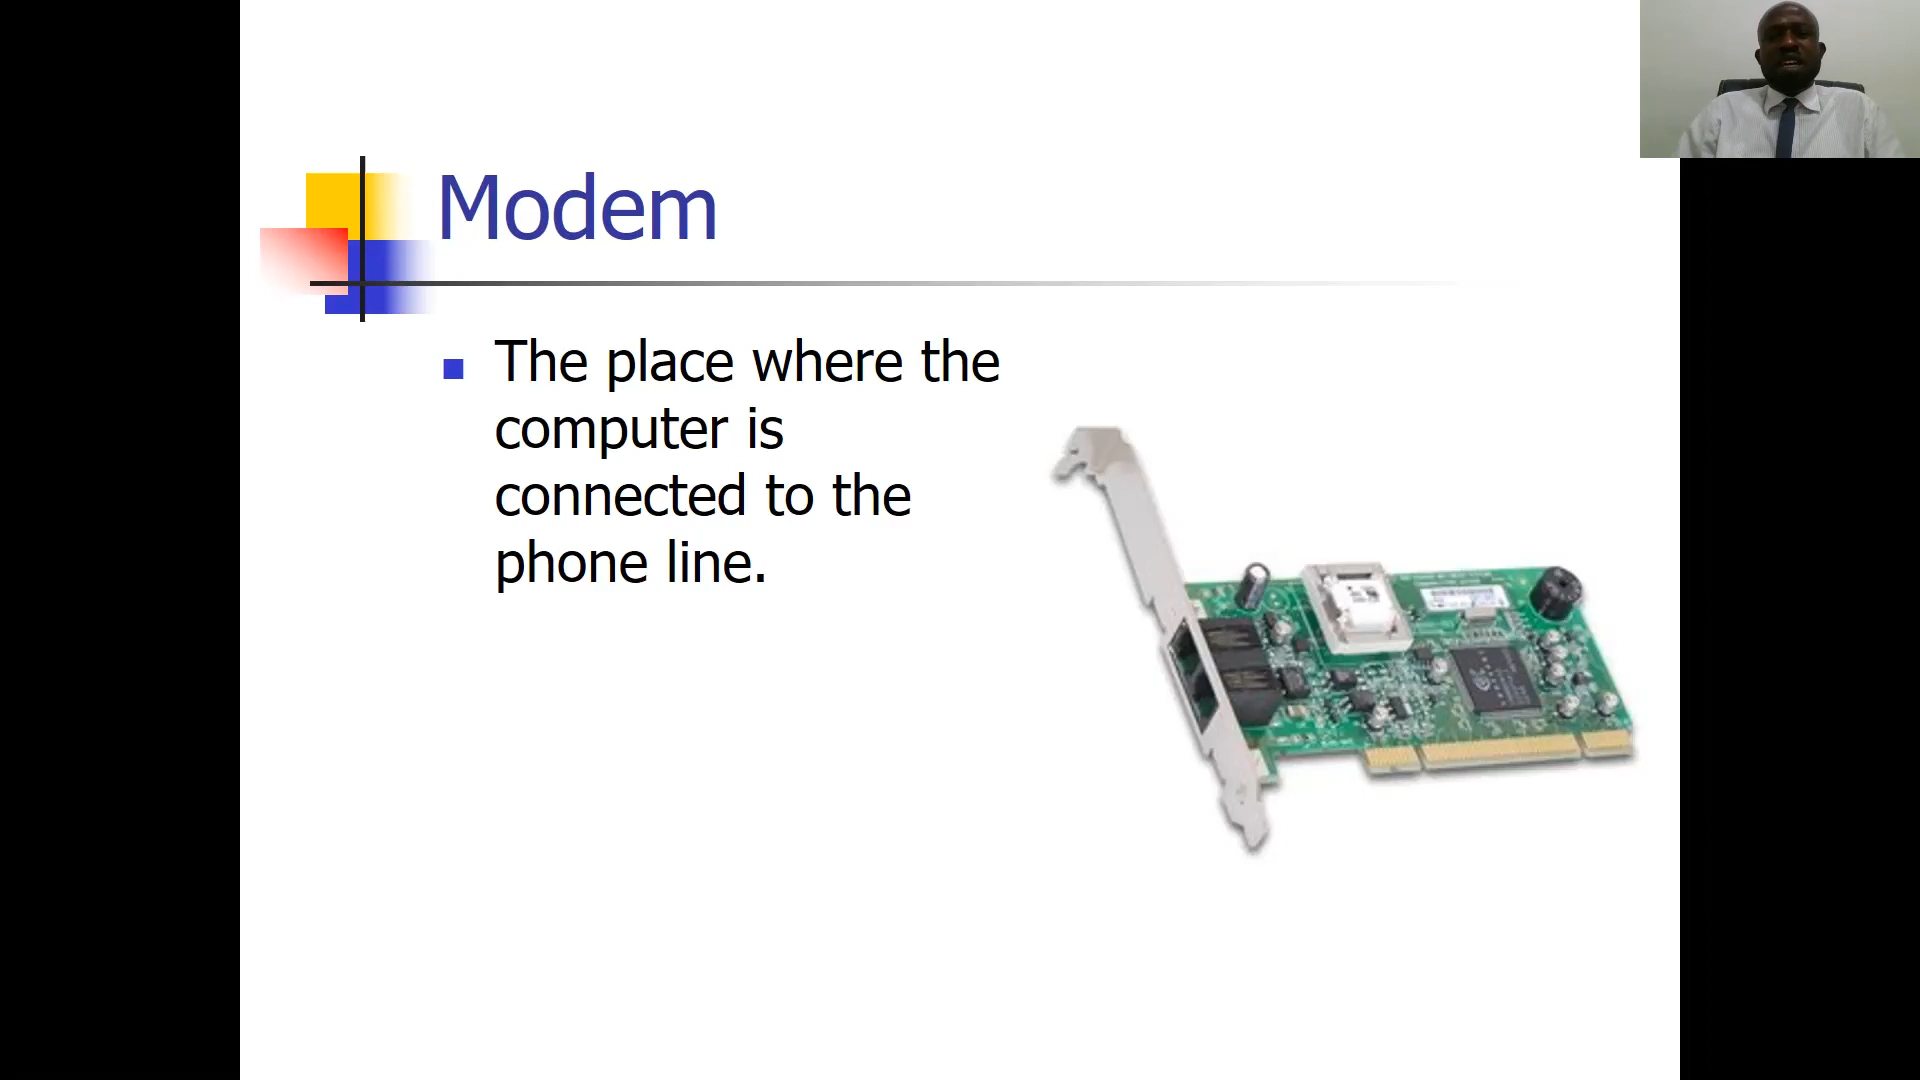 Modem
The place where the
computer is
connected to the
phone line.